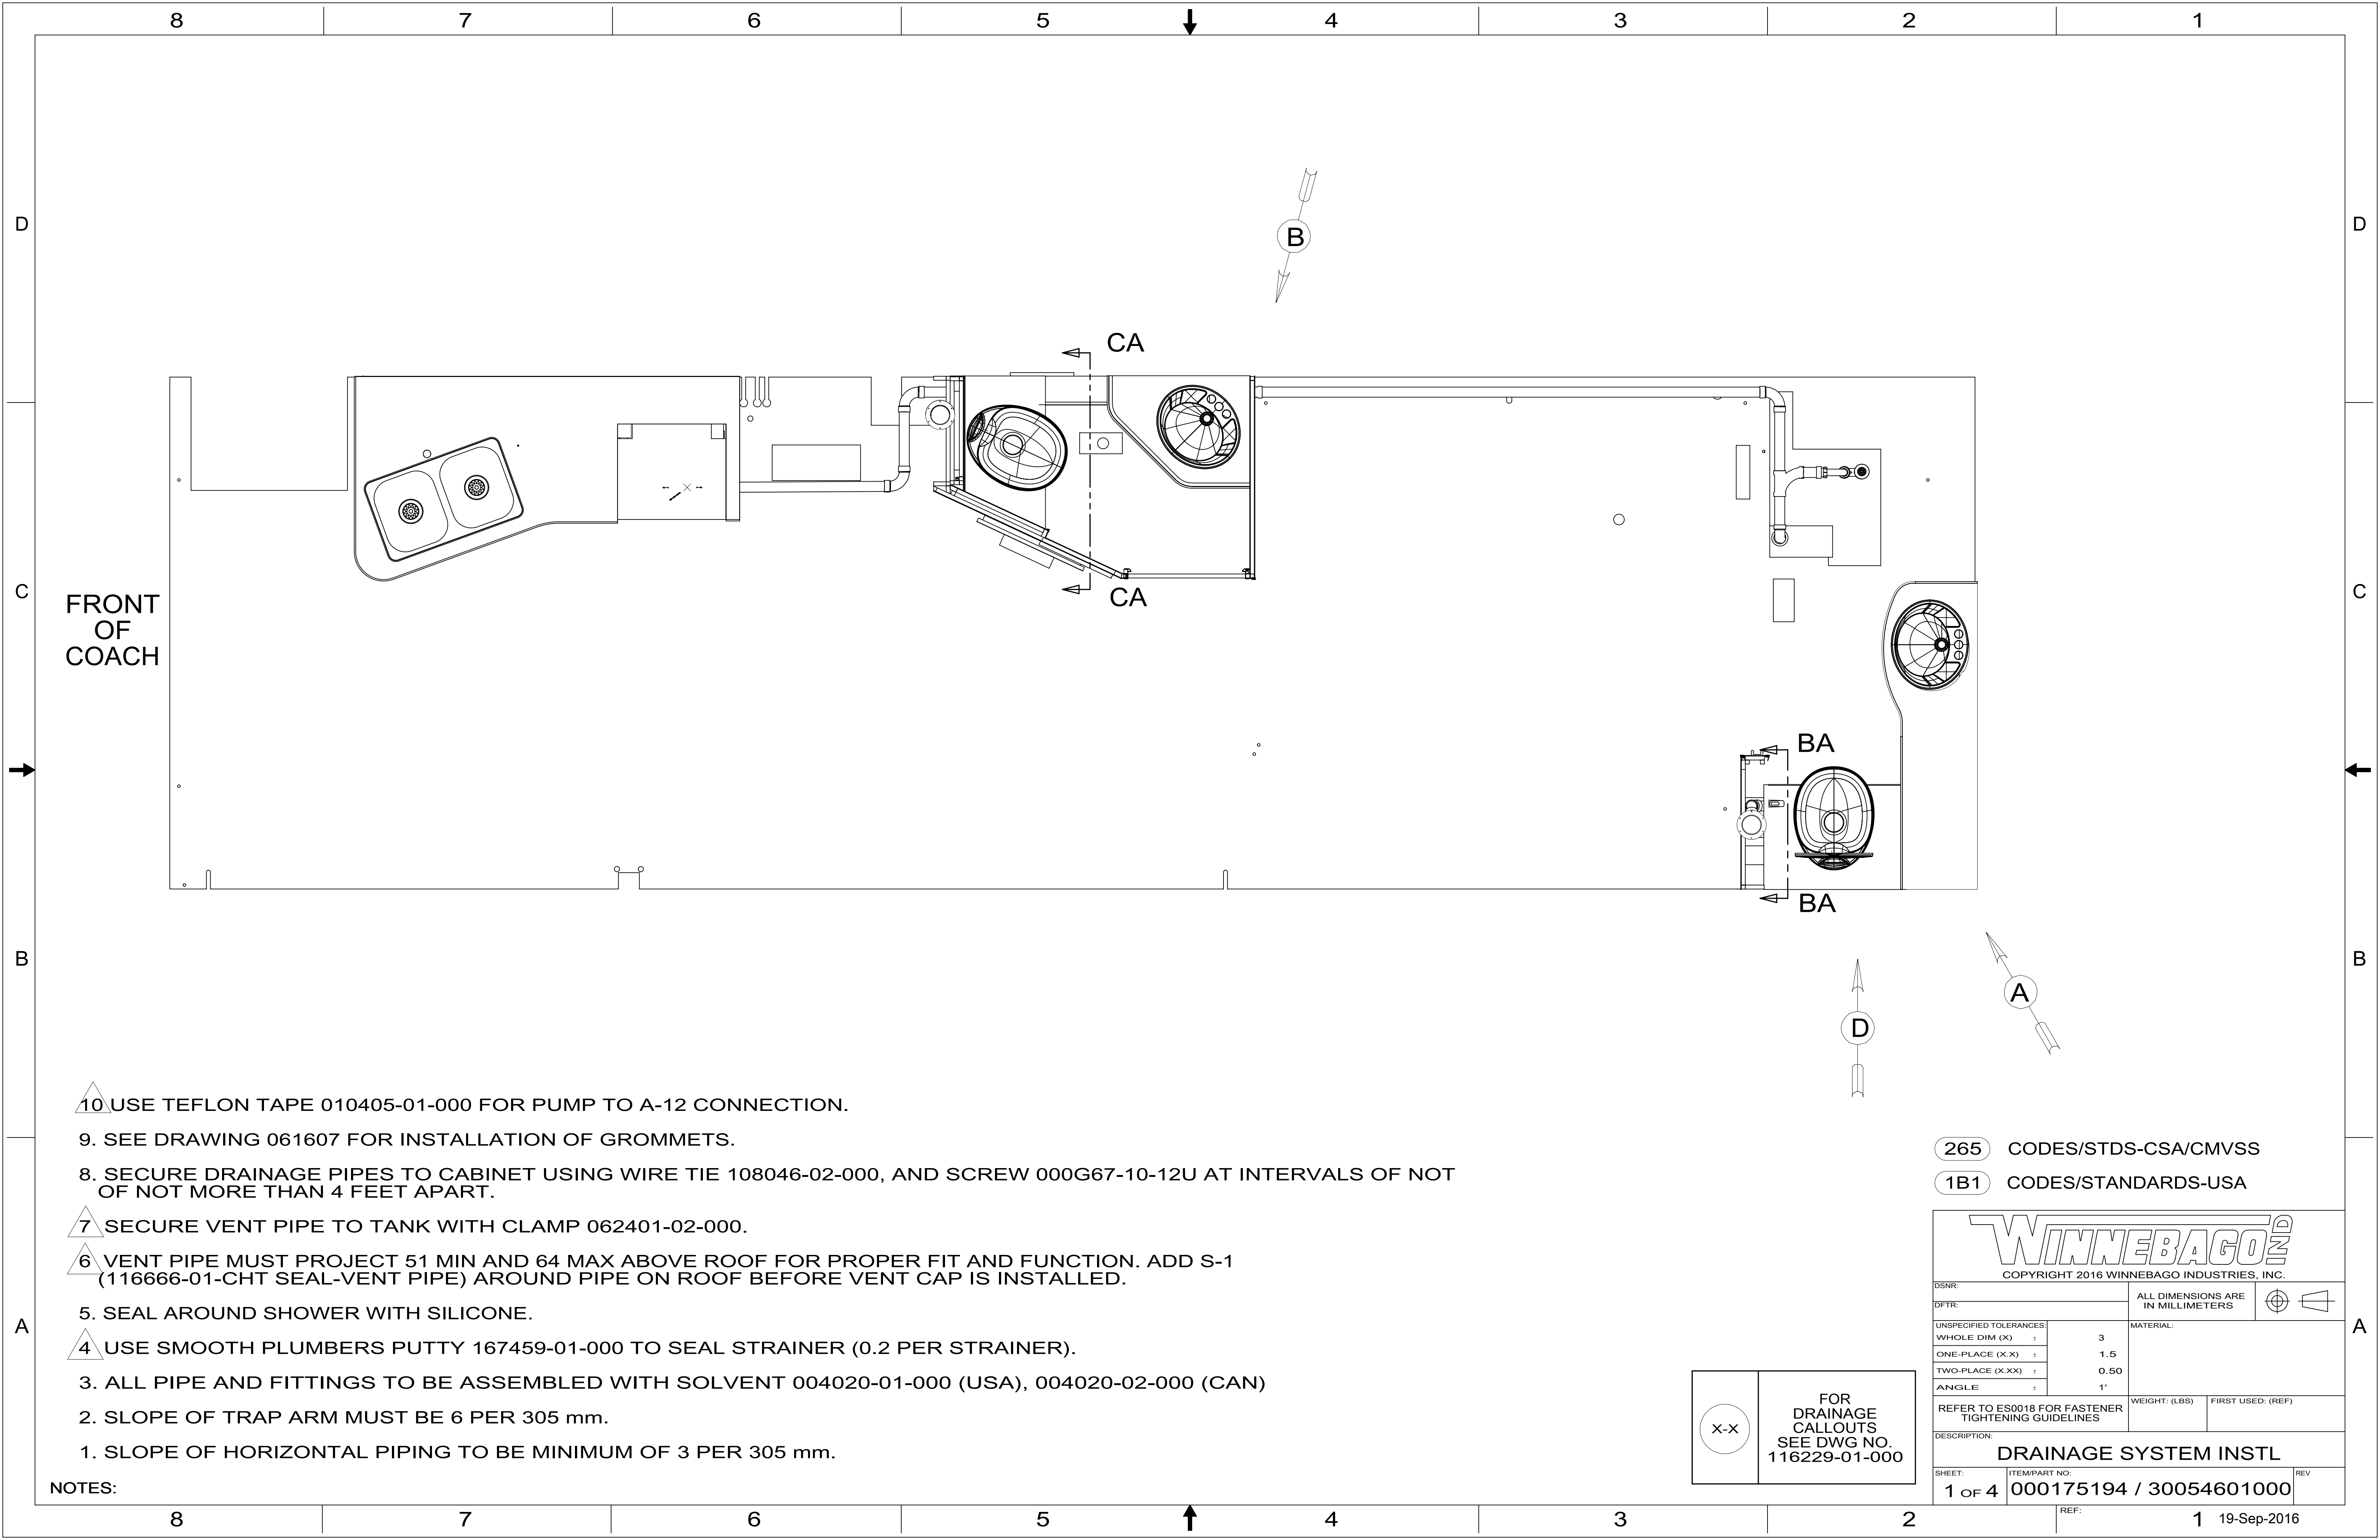 8 7 6 5 4 3 2 1
D D
B
CA
CA
C C
FRONT
OF
COACH
BA
BA
B B
A
D
10 USE TEFLON TAPE 010405-01-000 FOR PUMP TO A-12 CONNECTION.
9. SEE DRAWING 061607 FOR INSTALLATION OF GROMMETS.
8. SECURE DRAINAGE PIPES TO CABINET USING WIRE TIE 108046-02-000, AND SCREW 000G67-10-12U AT INTERVALS OF NOT
OF NOT MORE THAN 4 FEET APART.
7 SECURE VENT PIPE TO TANK WITH CLAMP 062401-02-000.
6 VENT PIPE MUST PROJECT 51 MIN AND 64 MAX ABOVE ROOF FOR PROPER FIT AND FUNCTION. ADD S-1
(116666-01-CHT SEAL-VENT PIPE) AROUND PIPE ON ROOF BEFORE VENT CAP IS INSTALLED.
5. SEAL AROUND SHOWER WITH SILICONE.
4 USE SMOOTH PLUMBERS PUTTY 167459-01-000 TO SEAL STRAINER (0.2 PER STRAINER).
3. ALL PIPE AND FITTINGS TO BE ASSEMBLED WITH SOLVENT 004020-01-000 (USA), 004020-02-000 (CAN)
2. SLOPE OF TRAP ARM MUST BE 6 PER 305 mm.
1. SLOPE OF HORIZONTAL PIPING TO BE MINIMUM OF 3 PER 305 mm.
NOTES:
A A
X-X
FOR
DRAINAGE
CALLOUTS
SEE DWG NO.
116229-01-000
265 CODES/STDS-CSA/CMVSS
1B1 CODES/STANDARDS-USA
WINNEBAGO IND
COPYRIGHT 2016 WINNEBAGO INDUSTRIES, INC.
DSNR:
DFTR:
ALL DIMENSIONS ARE
IN MILLIMETERS
UNSPECIFIED TOLERANCES:
WHOLE DIM (X) ± 3
ONE-PLACE (X.X) ± 1.5
TWO-PLACE (X.XX) ± 0.50
ANGLE ± 1°
MATERIAL:
REFER TO ES0018 FOR FASTENER
TIGHTENING GUIDELINES
WEIGHT: (LBS)
FIRST USED: (REF)
DESCRIPTION:
DRAINAGE SYSTEM INSTL
SHEET:
1 OF 4
ITEM/PART NO:
000175194 / 30054601000
REV
REF:
8 7 6 5 4 3 2 1
19-Sep-2016